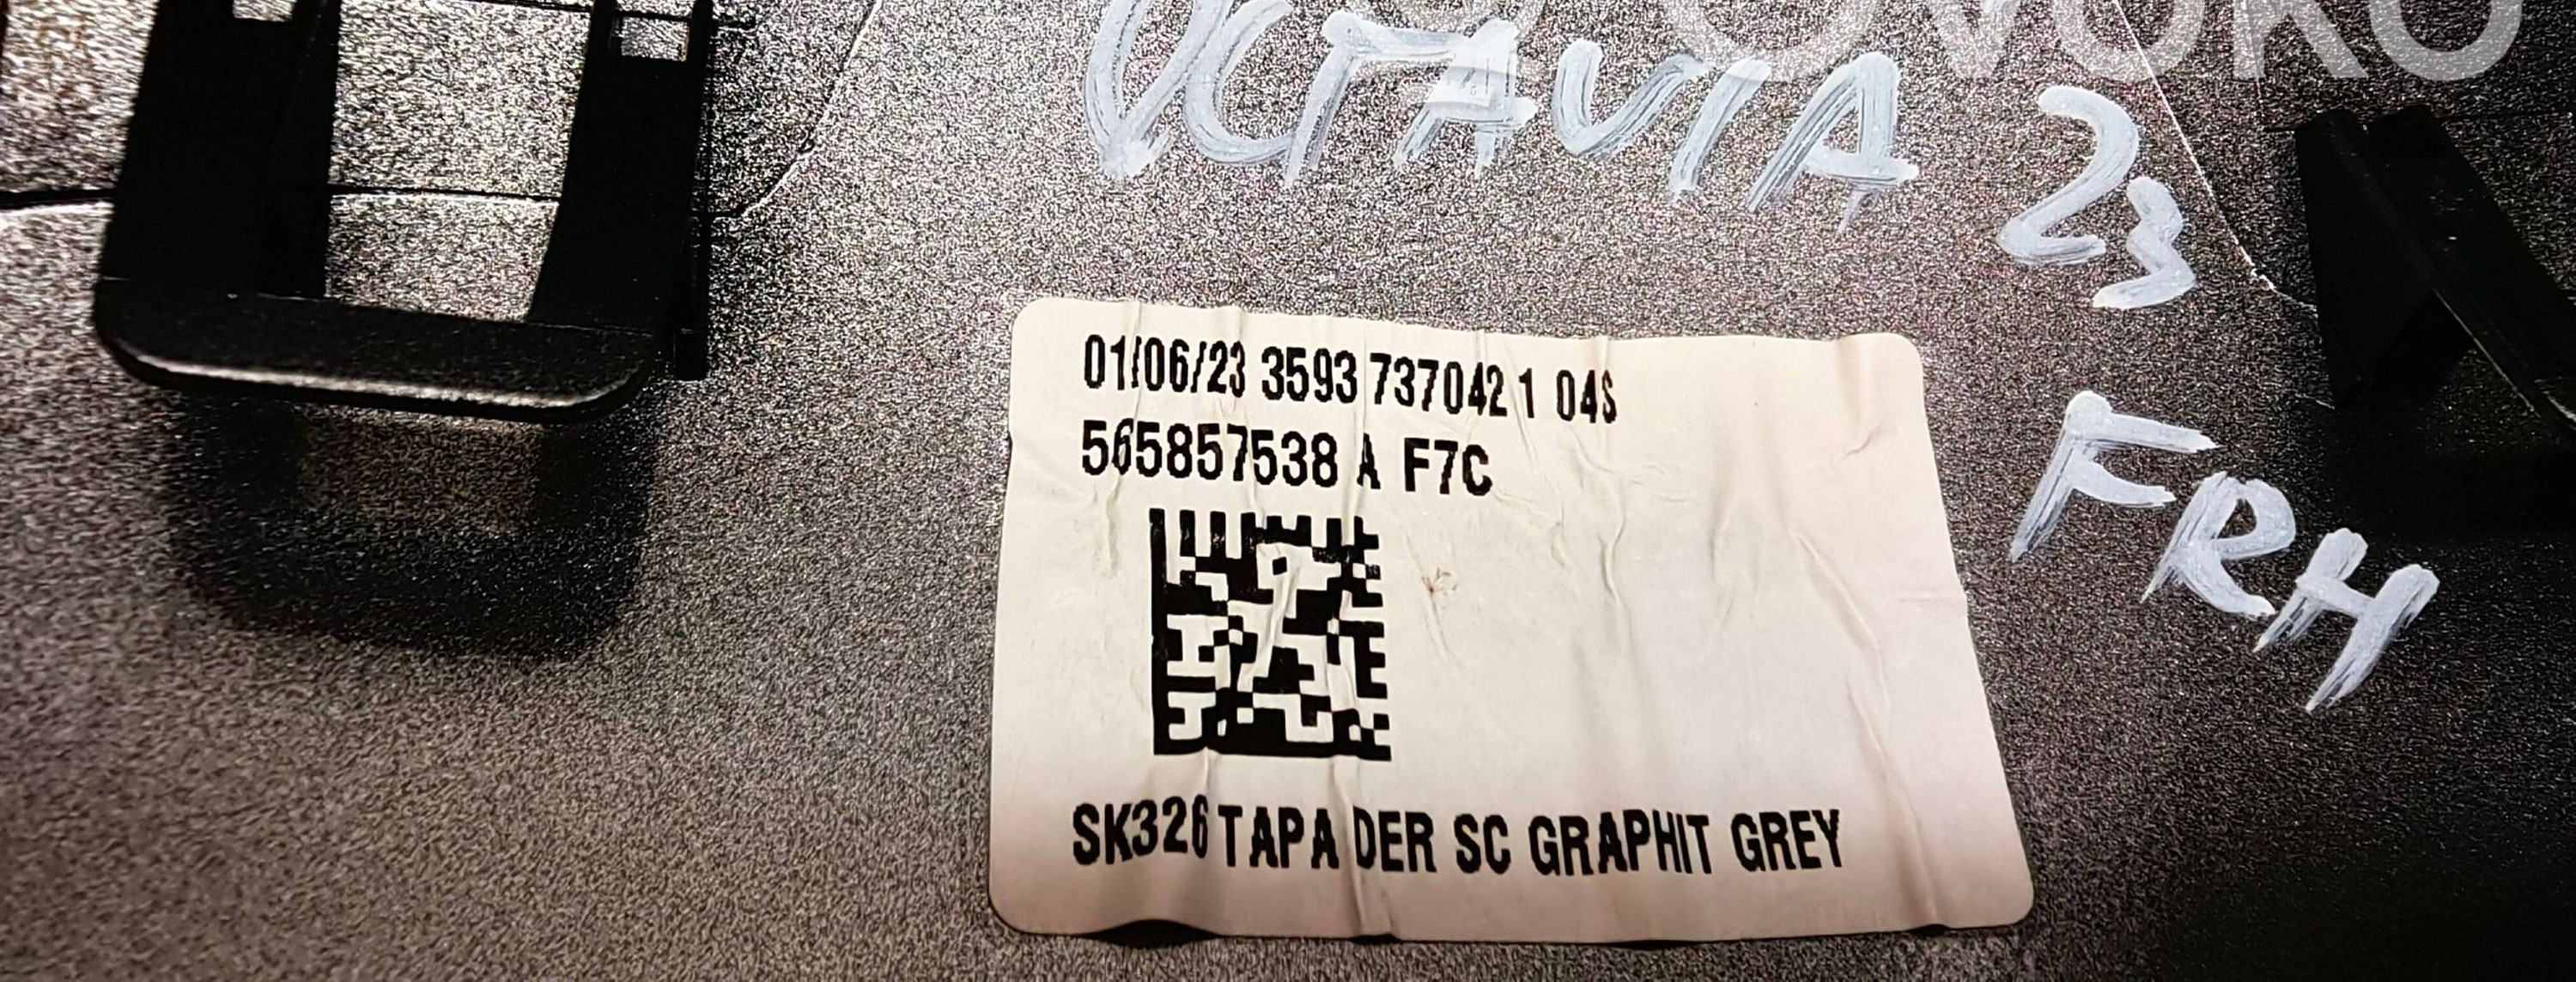 OCTAVIA 23
FRH
01/06/23 3593 737042 1 04S
565857538 A F7C
SK326 TAPA DER SC GRAPHIT GREY